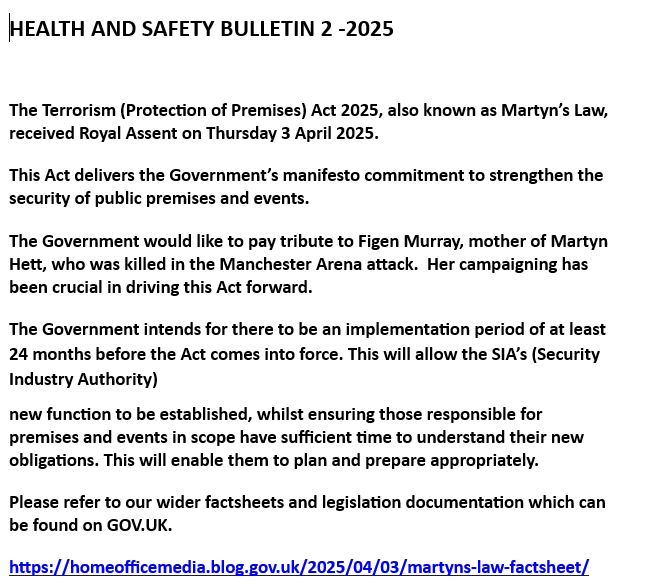 HEALTH AND SAFETY BULLETIN 2 -2025
The Terrorism (Protection of Premises) Act 2025, also known as Martyn’s Law,
received Royal Assent on Thursday 3 April 2025.
This Act delivers the Government’s manifesto commitment to strengthen the
security of public premises and events.
The Government would like to pay tribute to Figen Murray, mother of Martyn
Hett, who was killed in the Manchester Arena attack.  Her campaigning has
been crucial in driving this Act forward.
The Government intends for there to be an implementation period of at least
24 months before the Act comes into force. This will allow the SIA’s (Security
Industry Authority)
new function to be established, whilst ensuring those responsible for
premises and events in scope have sufficient time to understand their new
obligations. This will enable them to plan and prepare appropriately.
Please refer to our wider factsheets and legislation documentation which can
be found on GOV.UK.
https://homeofficemedia.blog.gov.uk/2025/04/03/martyns-law-factsheet/